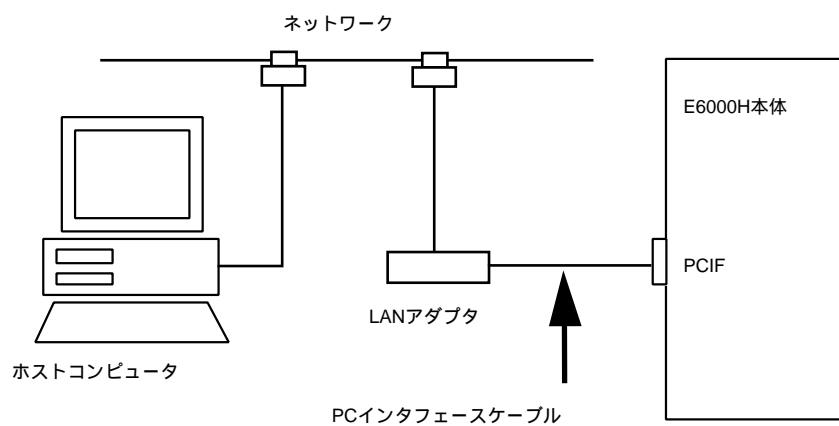 ネットワーク
E6000H本体
PCIF
LANアダプタ
ホストコンピュータ
PCインタフェースケーブル